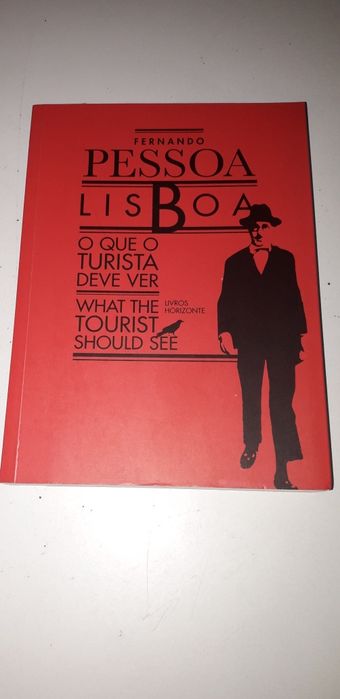 FERNANDO
PESSOA
LISBOA
O QUE O
TURISTA
DEVE VER
WHAT THE
TOURIST
SHOULD SEE
LIVROS
HORIZONTE